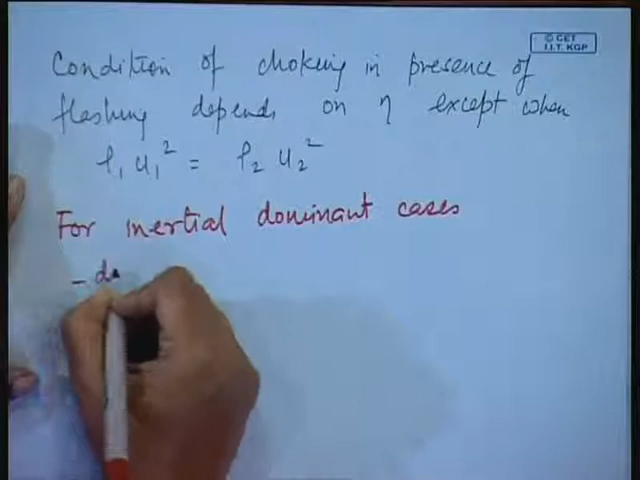 © CET
I.I.T. KGP
Condition of choking in presence of
flashing depends on η except when
ρ₁ u₁² = ρ₂ u₂²
For inertial dominant cases